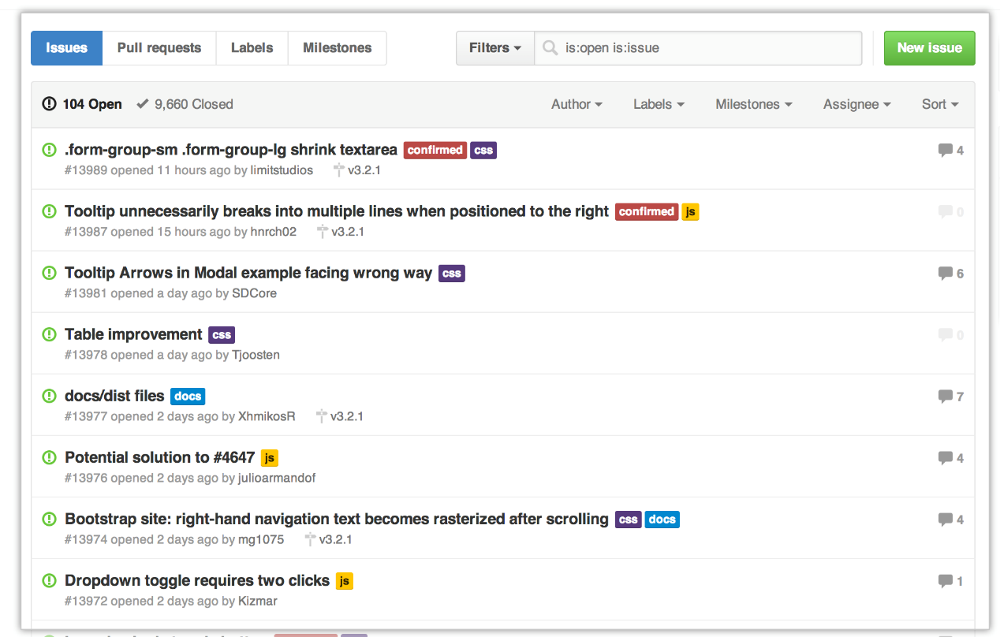 Issues Pull requests Labels Milestones Filters is:open is:issue New issue
104 Open 9,660 Closed Author Labels Milestones Assignee Sort
.form-group-sm .form-group-lg shrink textarea confirmed css 4
#13989 opened 11 hours ago by limitstudios v3.2.1
Tooltip unnecessarily breaks into multiple lines when positioned to the right confirmed js 0
#13987 opened 15 hours ago by hnrch02 v3.2.1
Tooltip Arrows in Modal example facing wrong way css 6
#13981 opened a day ago by SDCore
Table improvement css 0
#13978 opened a day ago by Tjoosten
docs/dist files docs 7
#13977 opened 2 days ago by XhmikosR v3.2.1
Potential solution to #4647 js 4
#13976 opened 2 days ago by julioarmandof
Bootstrap site: right-hand navigation text becomes rasterized after scrolling css docs 4
#13974 opened 2 days ago by mg1075 v3.2.1
Dropdown toggle requires two clicks js 1
#13972 opened 2 days ago by Kizmar